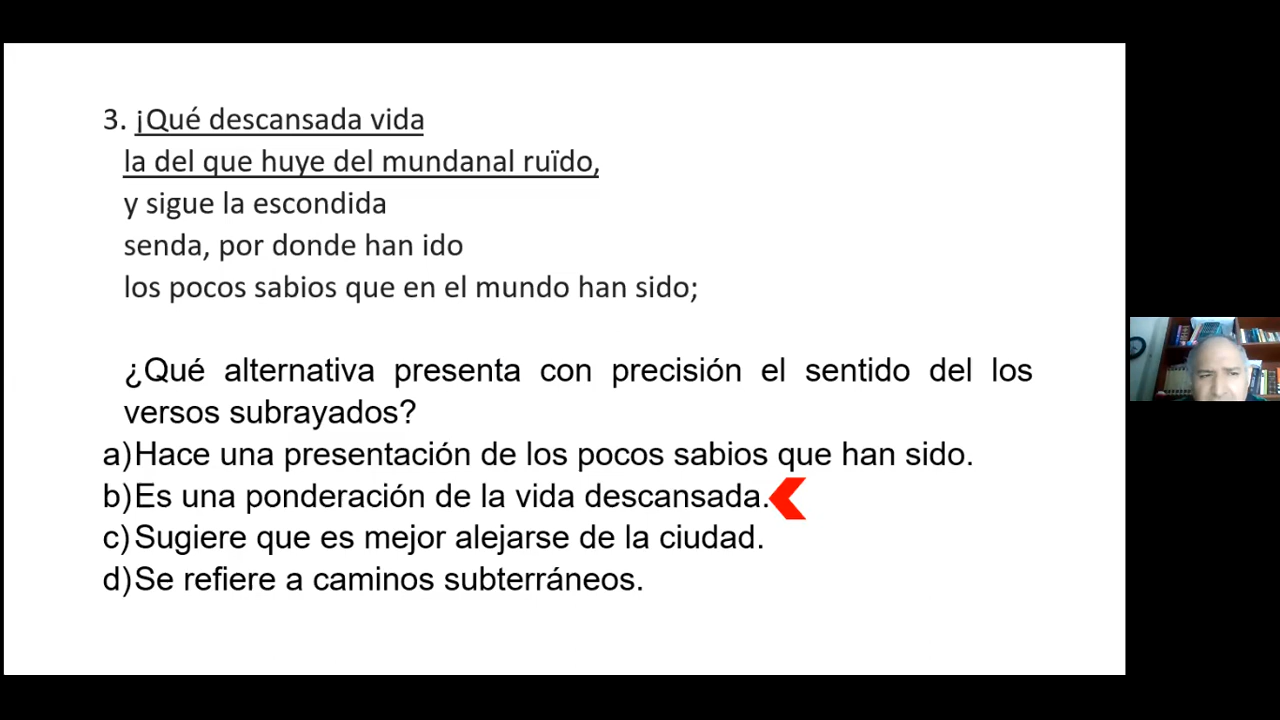 3. ¡Qué descansada vida
la del que huye del mundanal ruïdo,
y sigue la escondida
senda, por donde han ido
los pocos sabios que en el mundo han sido;
¿Qué alternativa presenta con precisión el sentido del los
versos subrayados?
a)Hace una presentación de los pocos sabios que han sido.
b)Es una ponderación de la vida descansada.
c)Sugiere que es mejor alejarse de la ciudad.
d)Se refiere a caminos subterráneos.